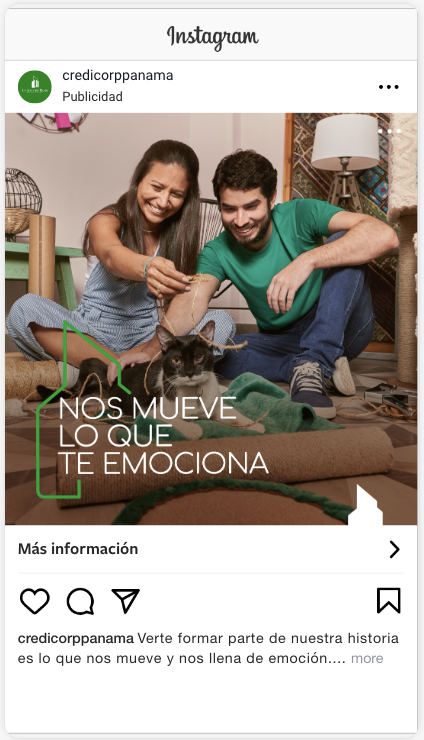 Instagram
credicorppanama
Publicidad
NOS MUEVE
LO QUE
TE EMOCIONA
Más información
credicorppanama Verte formar parte de nuestra historia
es lo que nos mueve y nos llena de emoción.... more